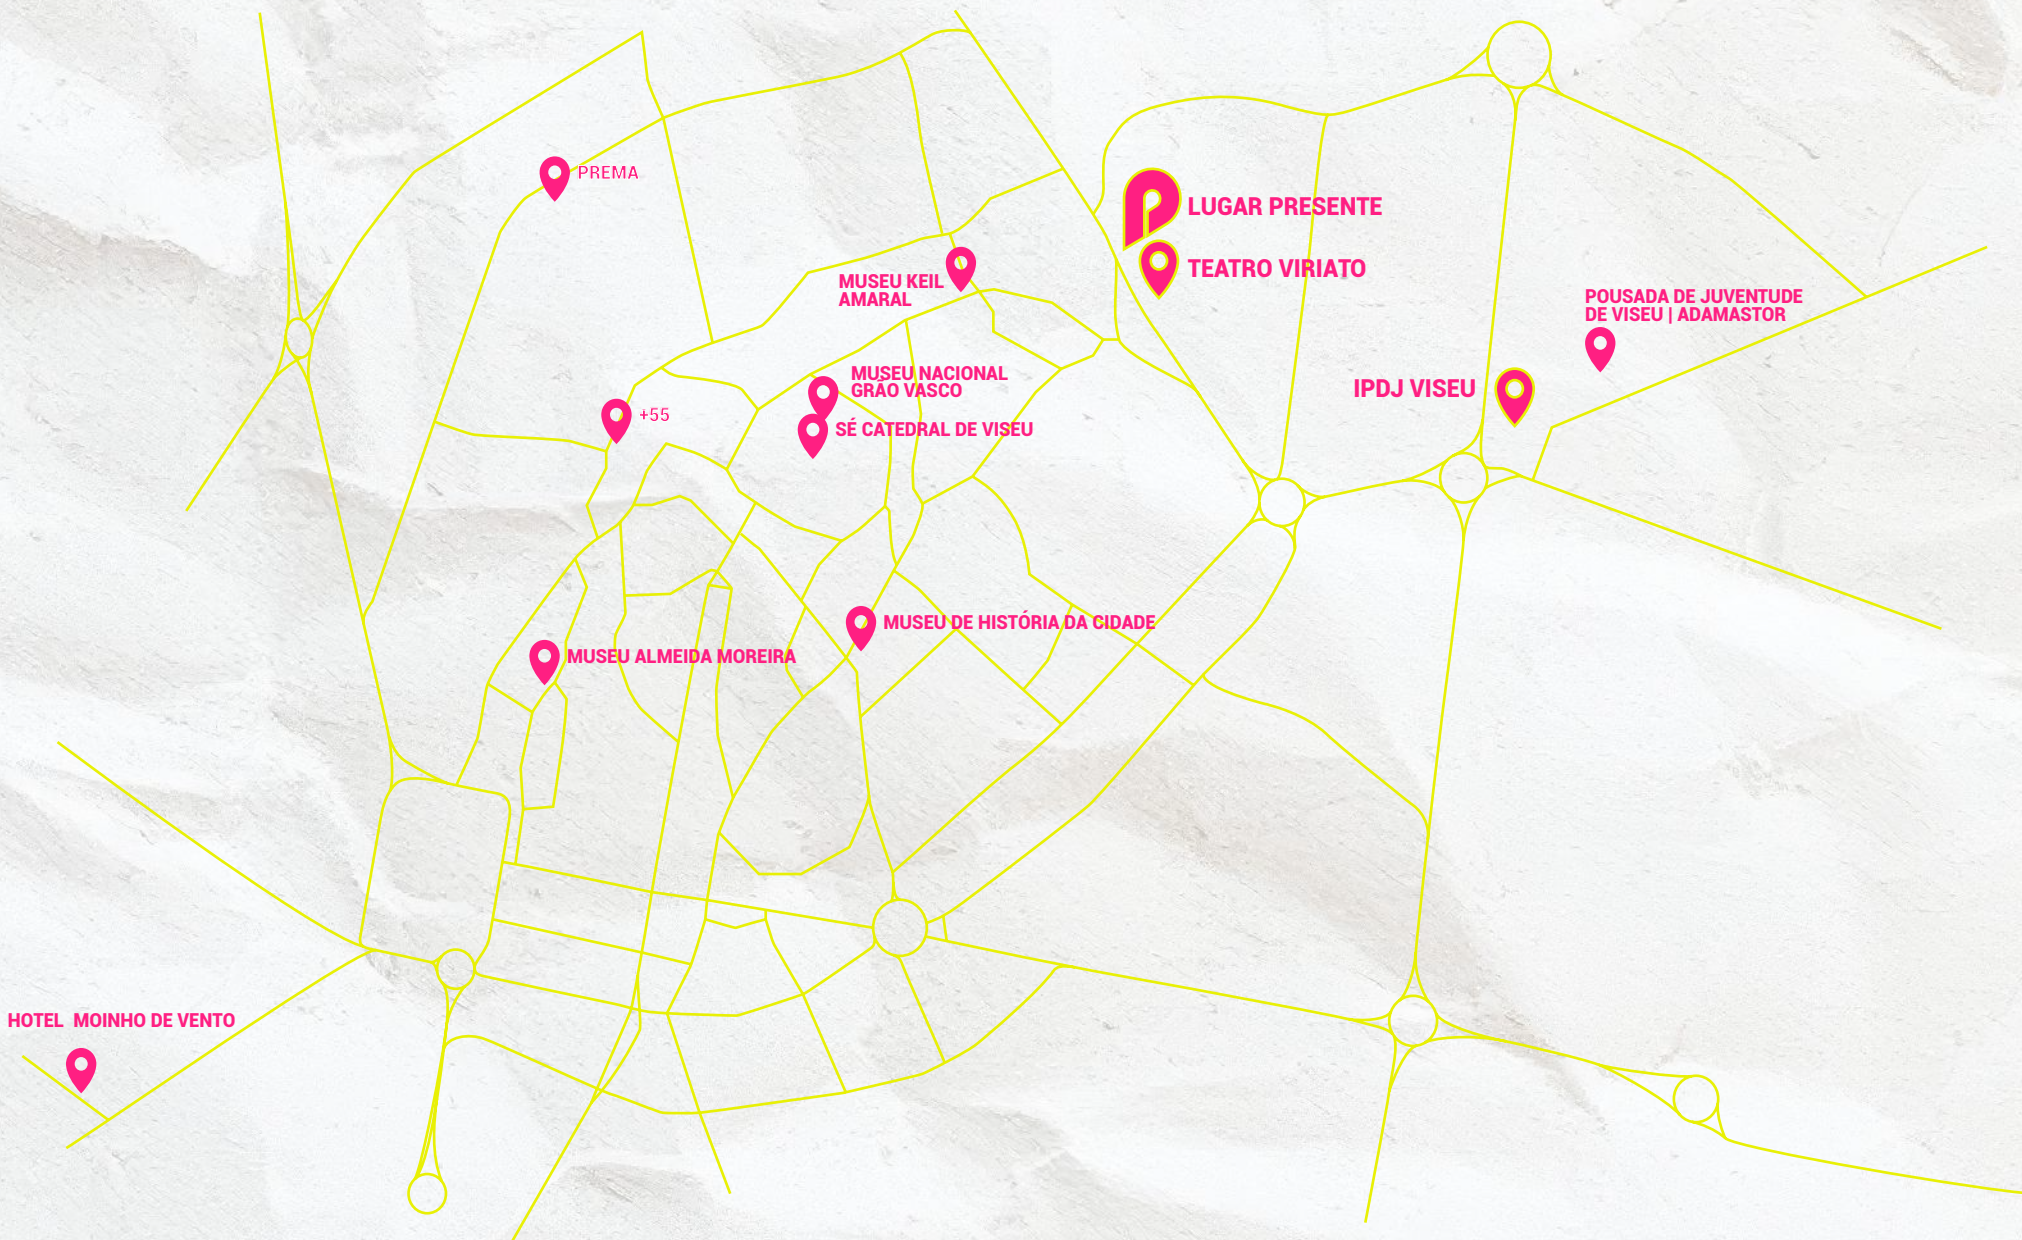 PREMA
LUGAR PRESENTE
TEATRO VIRIATO
MUSEU KEIL
AMARAL
POUSADA DE JUVENTUDE
DE VISEU | ADAMASTOR
MUSEU NACIONAL
GRÃO VASCO
IPDJ VISEU
+55
SÉ CATEDRAL DE VISEU
MUSEU DE HISTÓRIA DA CIDADE
MUSEU ALMEIDA MOREIRA
HOTEL MOINHO DE VENTO